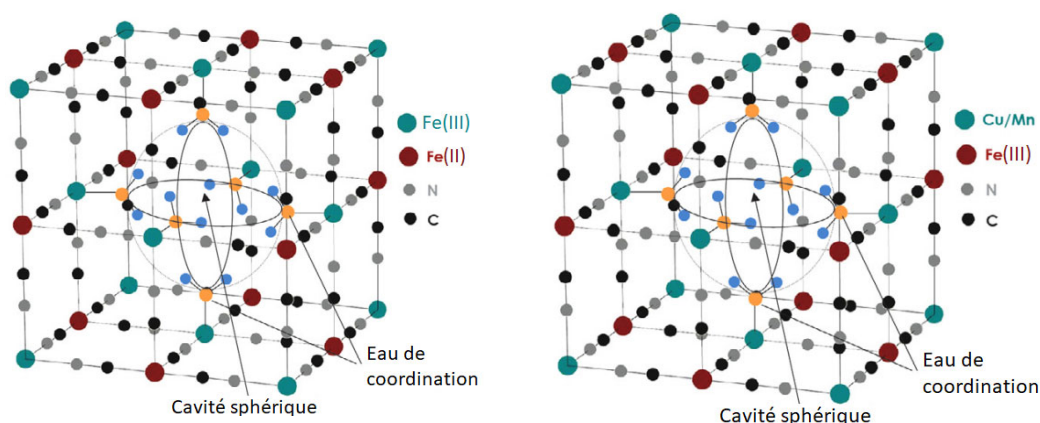 Fe(III)
Fe(II)
N
C
Eau de
coordination
Cavité sphérique
Cu/Mn
Fe(III)
N
C
Eau de
coordination
Cavité sphérique